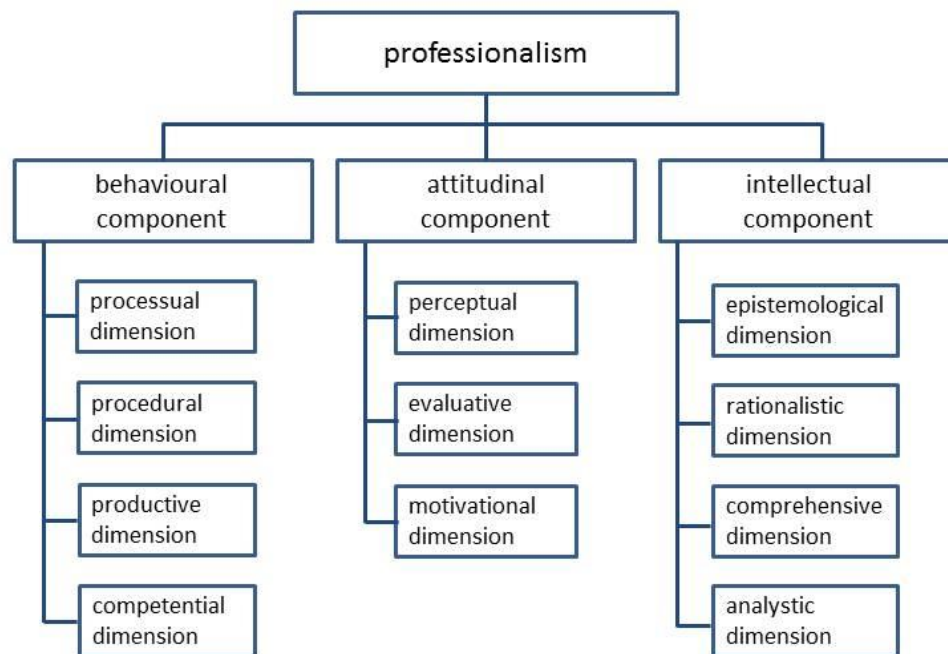 professionalism
behavioural
component
processual
dimension
procedural
dimension
productive
dimension
competential
dimension
attitudinal
component
perceptual
dimension
evaluative
dimension
motivational
dimension
intellectual
component
epistemological
dimension
rationalistic
dimension
comprehensive
dimension
analystic
dimension